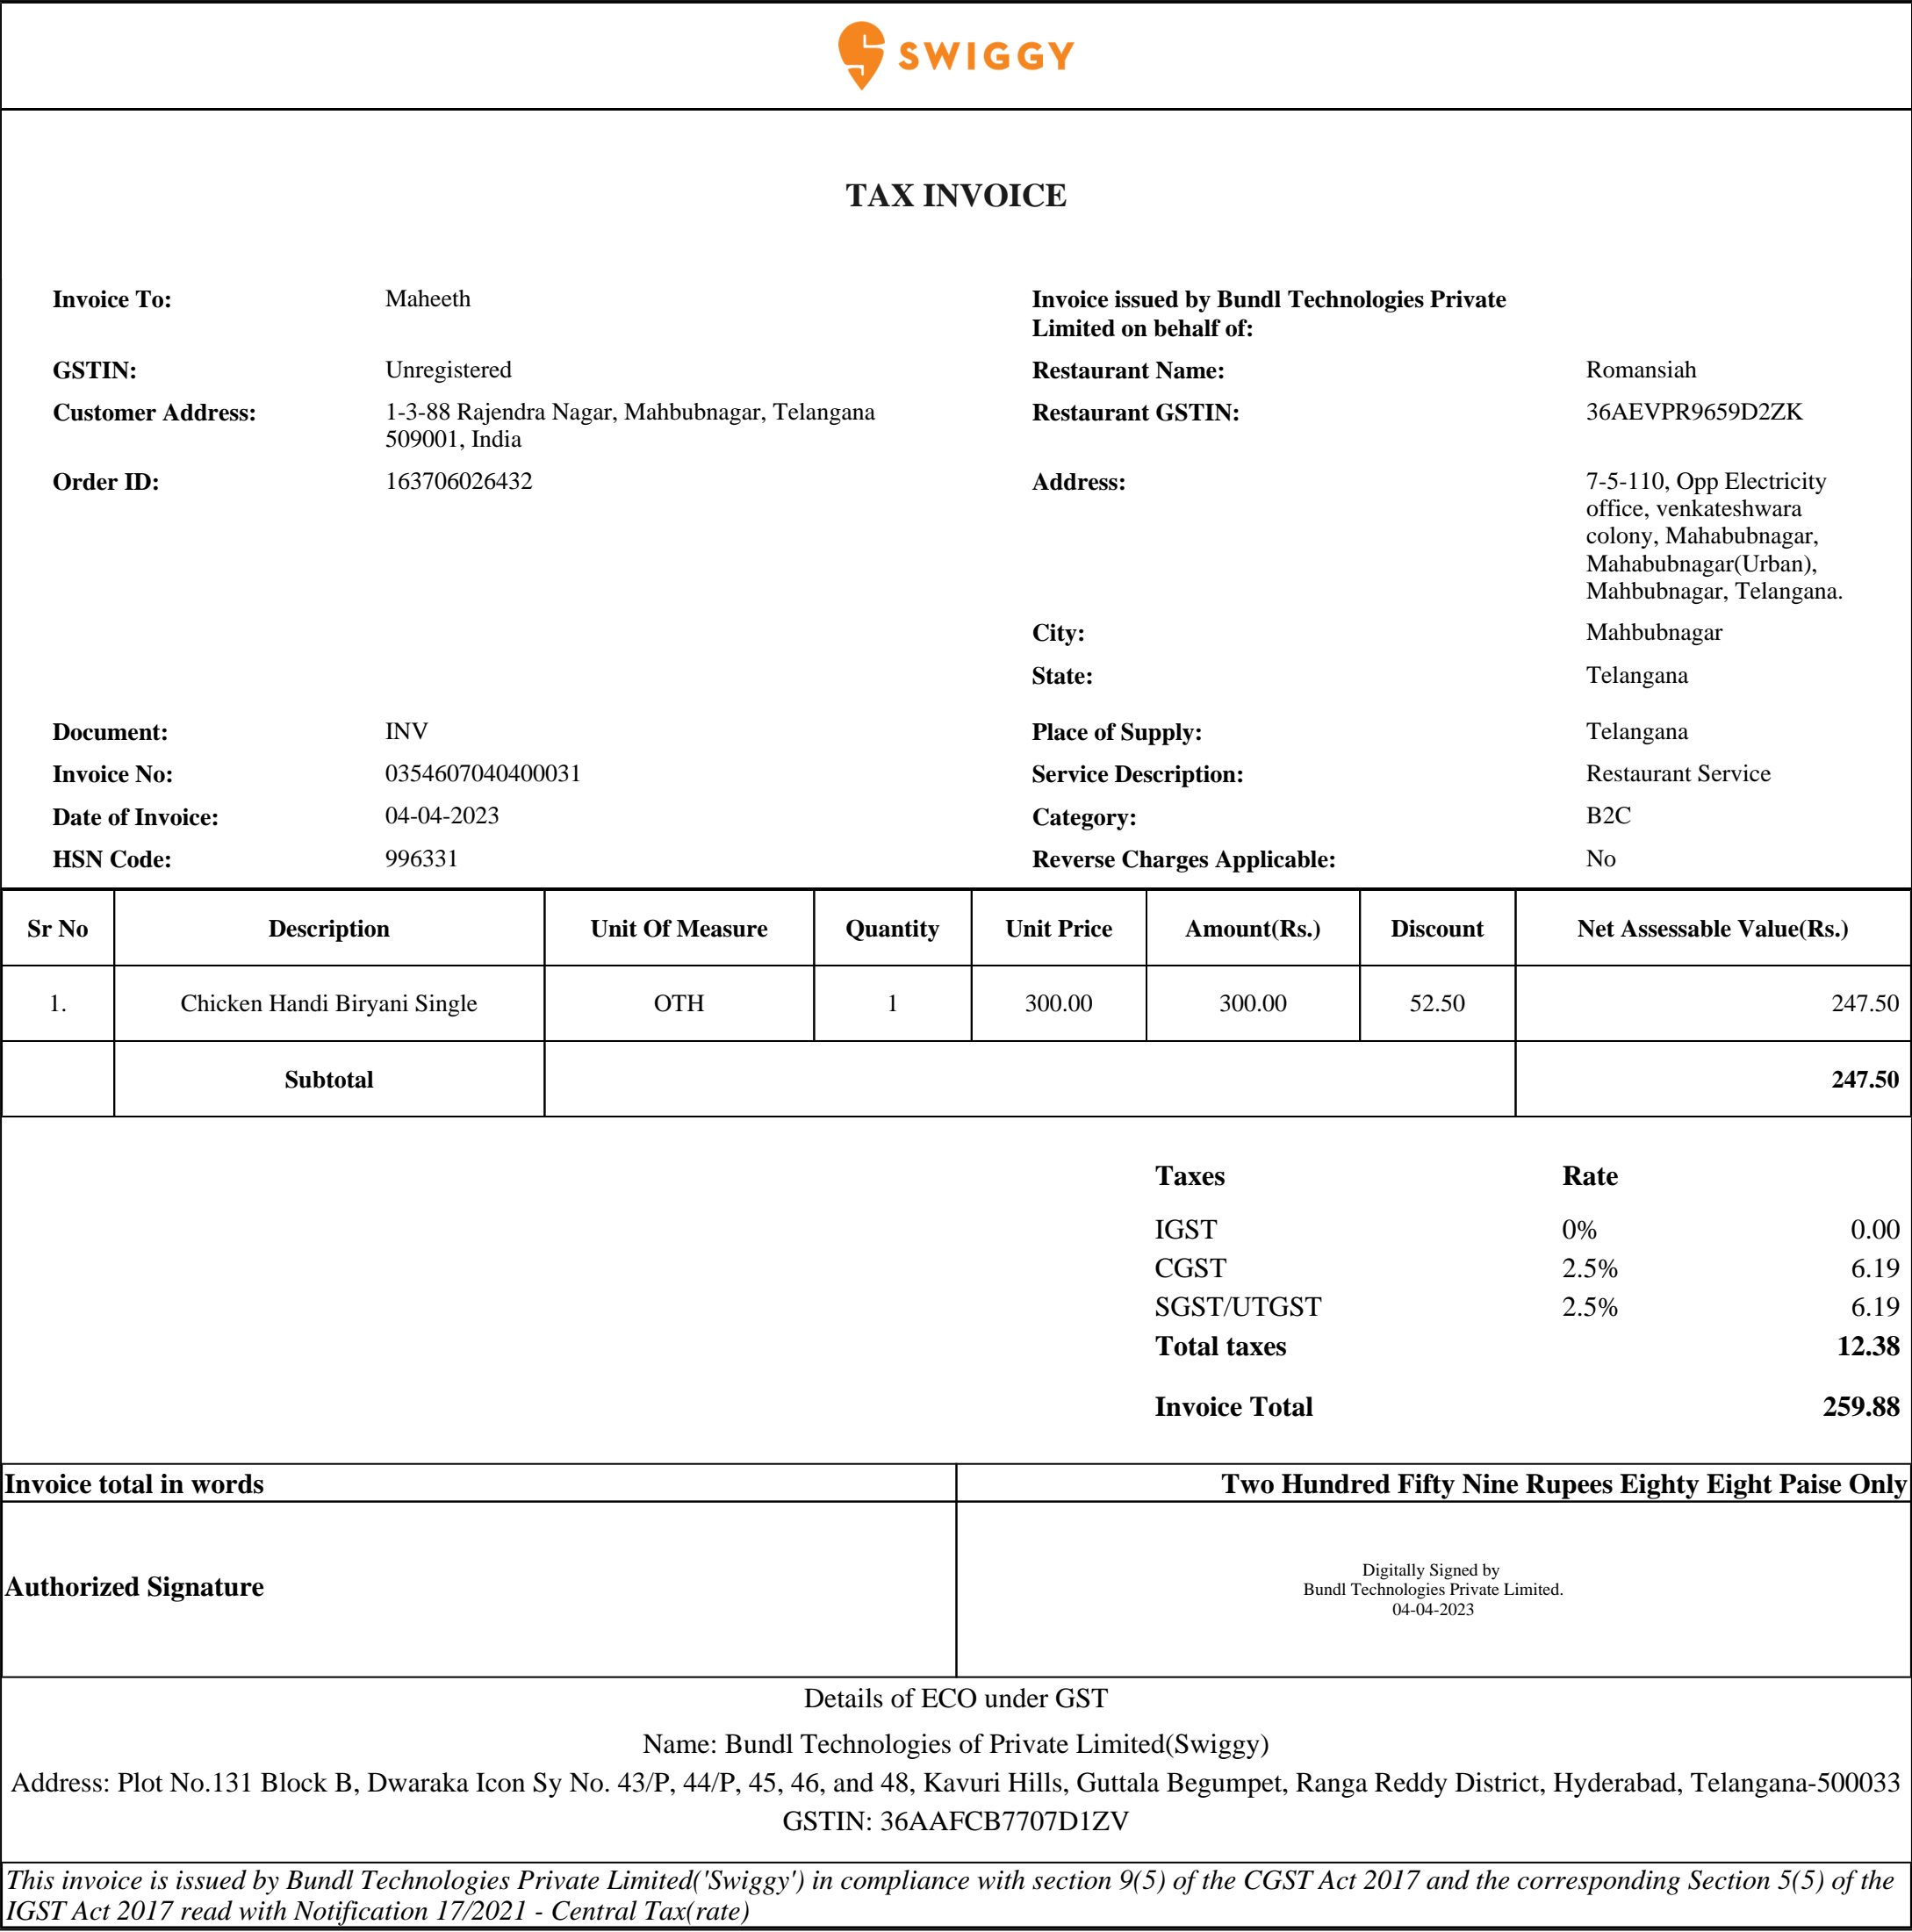 SWIGGY
TAX INVOICE
Invoice To: Maheeth
Invoice issued by Bundl Technologies Private
Limited on behalf of:
GSTIN: Unregistered
Restaurant Name: Romansiah
Customer Address: 1-3-88 Rajendra Nagar, Mahbubnagar, Telangana
509001, India
Restaurant GSTIN: 36AEVPR9659D2ZK
Order ID: 163706026432
Address: 7-5-110, Opp Electricity
office, venkateshwara
colony, Mahabubnagar,
Mahabubnagar(Urban),
Mahbubnagar, Telangana.
City: Mahbubnagar
State: Telangana
Document: INV
Place of Supply: Telangana
Invoice No: 0354607040400031
Service Description: Restaurant Service
Date of Invoice: 04-04-2023
Category: B2C
HSN Code: 996331
Reverse Charges Applicable: No
Sr No Description Unit Of Measure Quantity Unit Price Amount(Rs.) Discount Net Assessable Value(Rs.)
1. Chicken Handi Biryani Single OTH 1 300.00 300.00 52.50 247.50
Subtotal 247.50
Taxes Rate
IGST 0% 0.00
CGST 2.5% 6.19
SGST/UTGST 2.5% 6.19
Total taxes 12.38
Invoice Total 259.88
Invoice total in words Two Hundred Fifty Nine Rupees Eighty Eight Paise Only
Authorized Signature
Digitally Signed by
Bundl Technologies Private Limited.
04-04-2023
Details of ECO under GST
Name: Bundl Technologies of Private Limited(Swiggy)
Address: Plot No.131 Block B, Dwaraka Icon Sy No. 43/P, 44/P, 45, 46, and 48, Kavuri Hills, Guttala Begumpet, Ranga Reddy District, Hyderabad, Telangana-500033
GSTIN: 36AAFCB7707D1ZV
This invoice is issued by Bundl Technologies Private Limited('Swiggy') in compliance with section 9(5) of the CGST Act 2017 and the corresponding Section 5(5) of the
IGST Act 2017 read with Notification 17/2021 - Central Tax(rate)